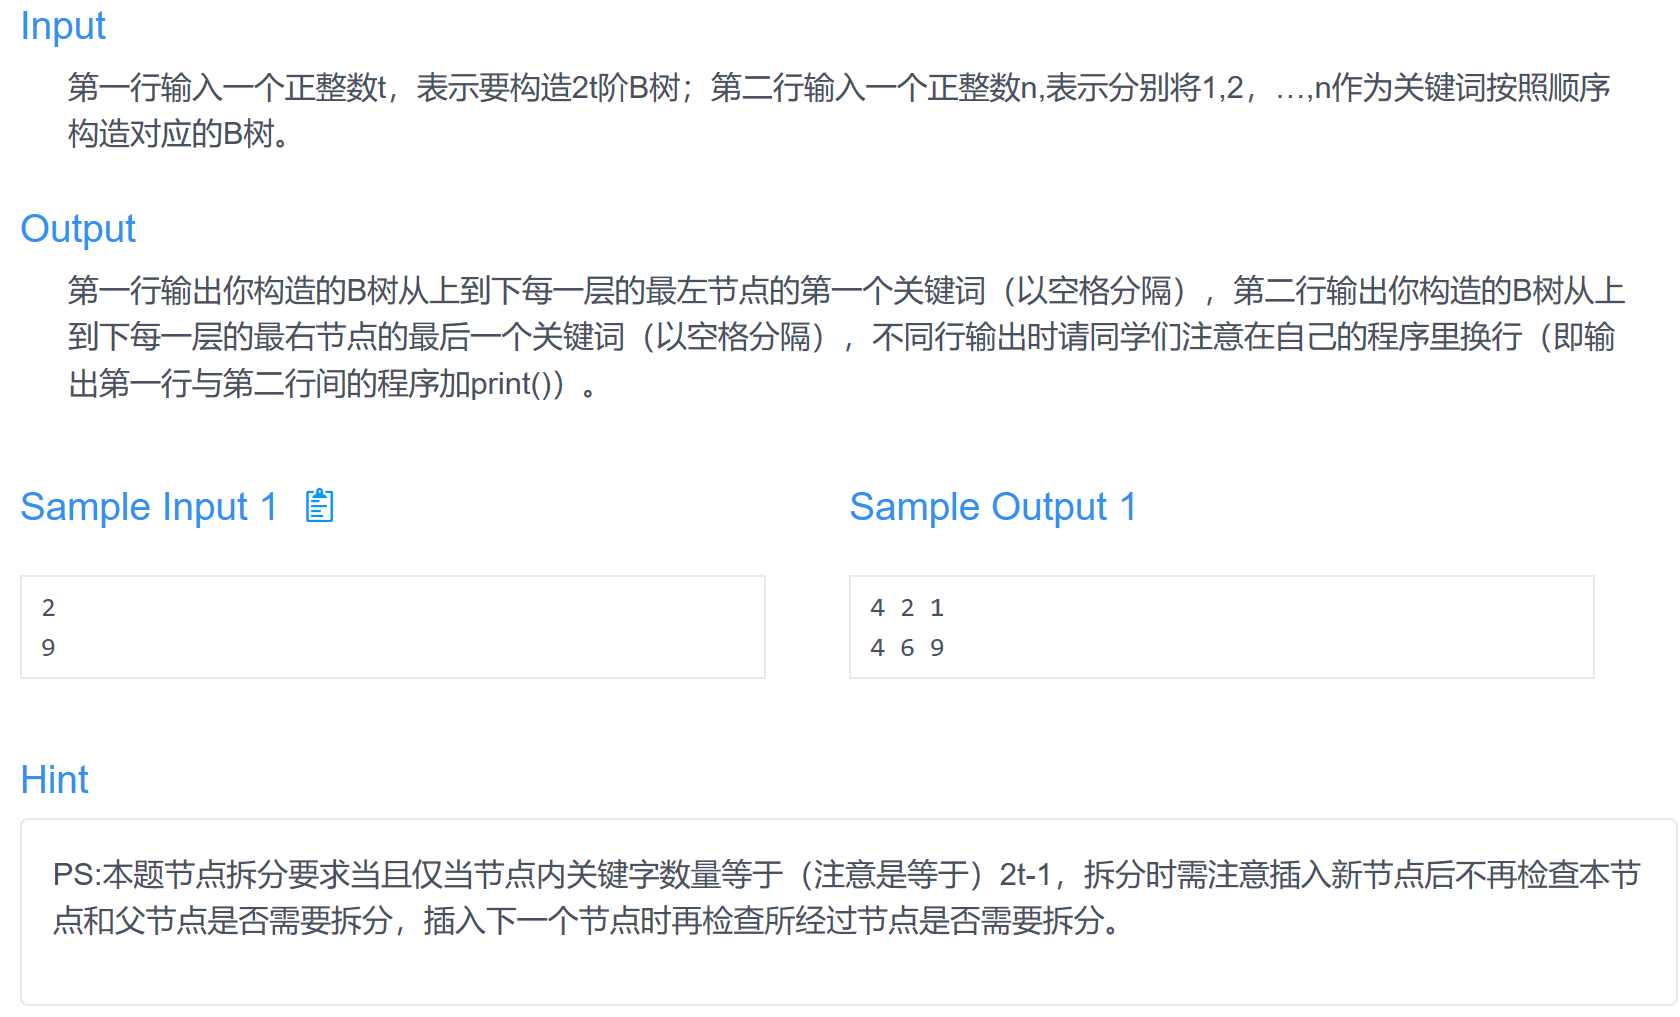 Input
第一行输入一个正整数t，表示要构造2t阶B树；第二行输入一个正整数n,表示分别将1,2，…,n作为关键词按照顺序
构造对应的B树。
Output
第一行输出你构造的B树从上到下每一层的最左节点的第一个关键词（以空格分隔），第二行输出你构造的B树从上
到下每一层的最右节点的最后一个关键词（以空格分隔），不同行输出时请同学们注意在自己的程序里换行（即输
出第一行与第二行间的程序加print()）。
Sample Input 1
2
9
Sample Output 1
4 2 1
4 6 9
Hint
PS:本题节点拆分要求当且仅当节点内关键字数量等于（注意是等于）2t-1，拆分时需注意插入新节点后不再检查本节
点和父节点是否需要拆分，插入下一个节点时再检查所经过节点是否需要拆分。